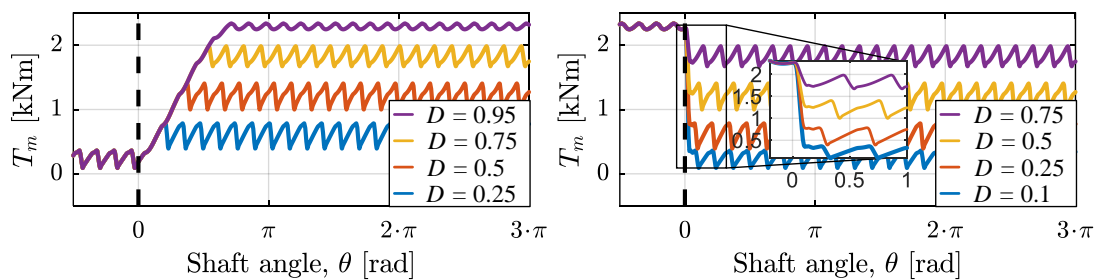 T_m [kNm]
2
1
0
D = 0.95
D = 0.75
D = 0.5
D = 0.25
0
π
2·π
3·π
Shaft angle, θ [rad]
T_m [kNm]
2
1
0
2
1.5
1
0.5
0
0.5
1
D = 0.75
D = 0.5
D = 0.25
D = 0.1
0
π
2·π
3·π
Shaft angle, θ [rad]